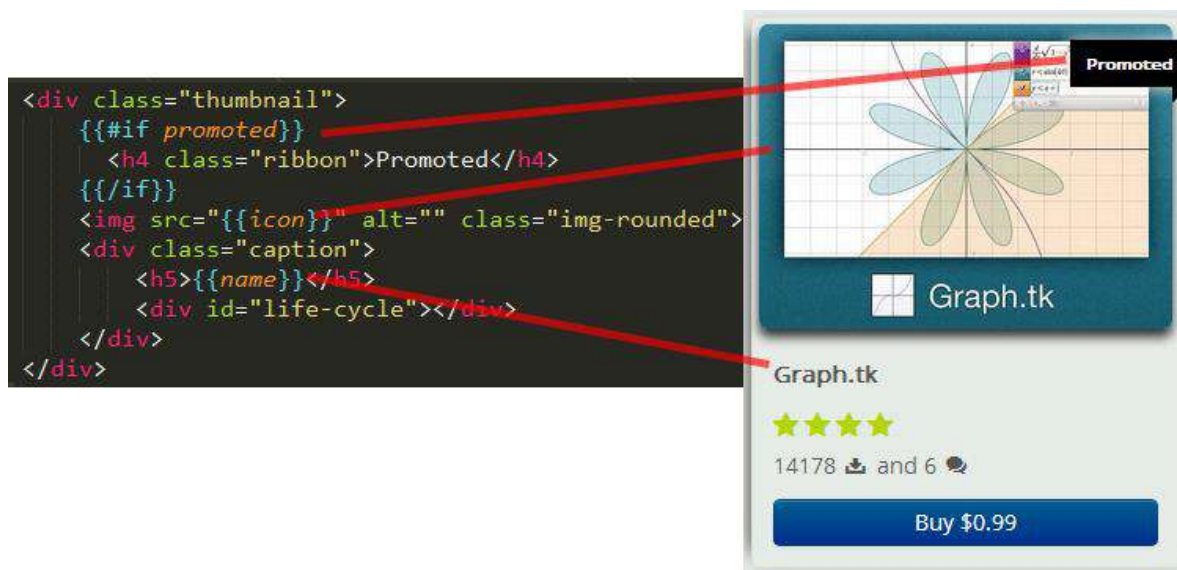 <div class="thumbnail">
{{#if promoted}}
<h4 class="ribbon">Promoted</h4>
{{/if}}
<img src="{{icon}}" alt="" class="img-rounded">
<div class="caption">
<h5>{{name}}</h5>
<div id="life-cycle"></div>
</div>
</div>
Promoted
Graph.tk
Graph.tk
14178 and 6
Buy $0.99